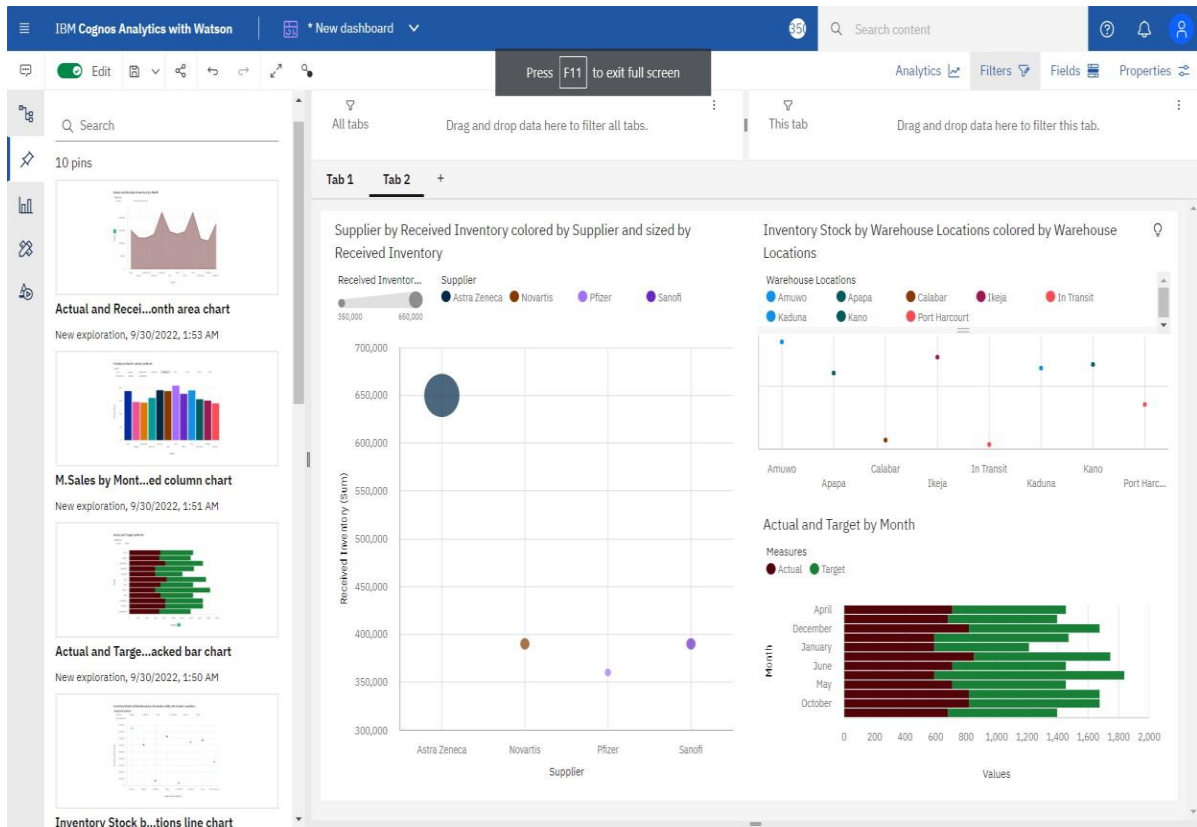 IBM Cognos Analytics with Watson
* New dashboard
Search content
Edit
Press F11 to exit full screen
Analytics
Filters
Fields
Properties
Search
10 pins
Actual and Recei...onth area chart
New exploration, 9/30/2022, 1:53 AM
M.Sales by Mont...ed column chart
New exploration, 9/30/2022, 1:51 AM
Actual and Targe...acked bar chart
New exploration, 9/30/2022, 1:50 AM
Inventory Stock b...tions line chart
All tabs
Drag and drop data here to filter all tabs.
This tab
Drag and drop data here to filter this tab.
Tab 1
Tab 2
+
Supplier by Received Inventory colored by Supplier and sized by
Received Inventory
Received Inventor...
Supplier
350,000
660,000
Astra Zeneca
Novartis
Pfizer
Sanofi
700,000
650,000
600,000
550,000
500,000
450,000
400,000
350,000
300,000
Received Inventory (Sum)
Astra Zeneca
Novartis
Pfizer
Sanofi
Supplier
Inventory Stock by Warehouse Locations colored by Warehouse
Locations
Warehouse Locations
Amuwo
Apapa
Calabar
Ikeja
In Transit
Kaduna
Kano
Port Harcourt
Amuwo
Calabar
In Transit
Kano
Apapa
Ikeja
Kaduna
Port Harc...
Actual and Target by Month
Measures
Actual
Target
Month
April
December
January
June
May
October
0
200
400
600
800
1,000
1,200
1,400
1,600
1,800
2,000
Values